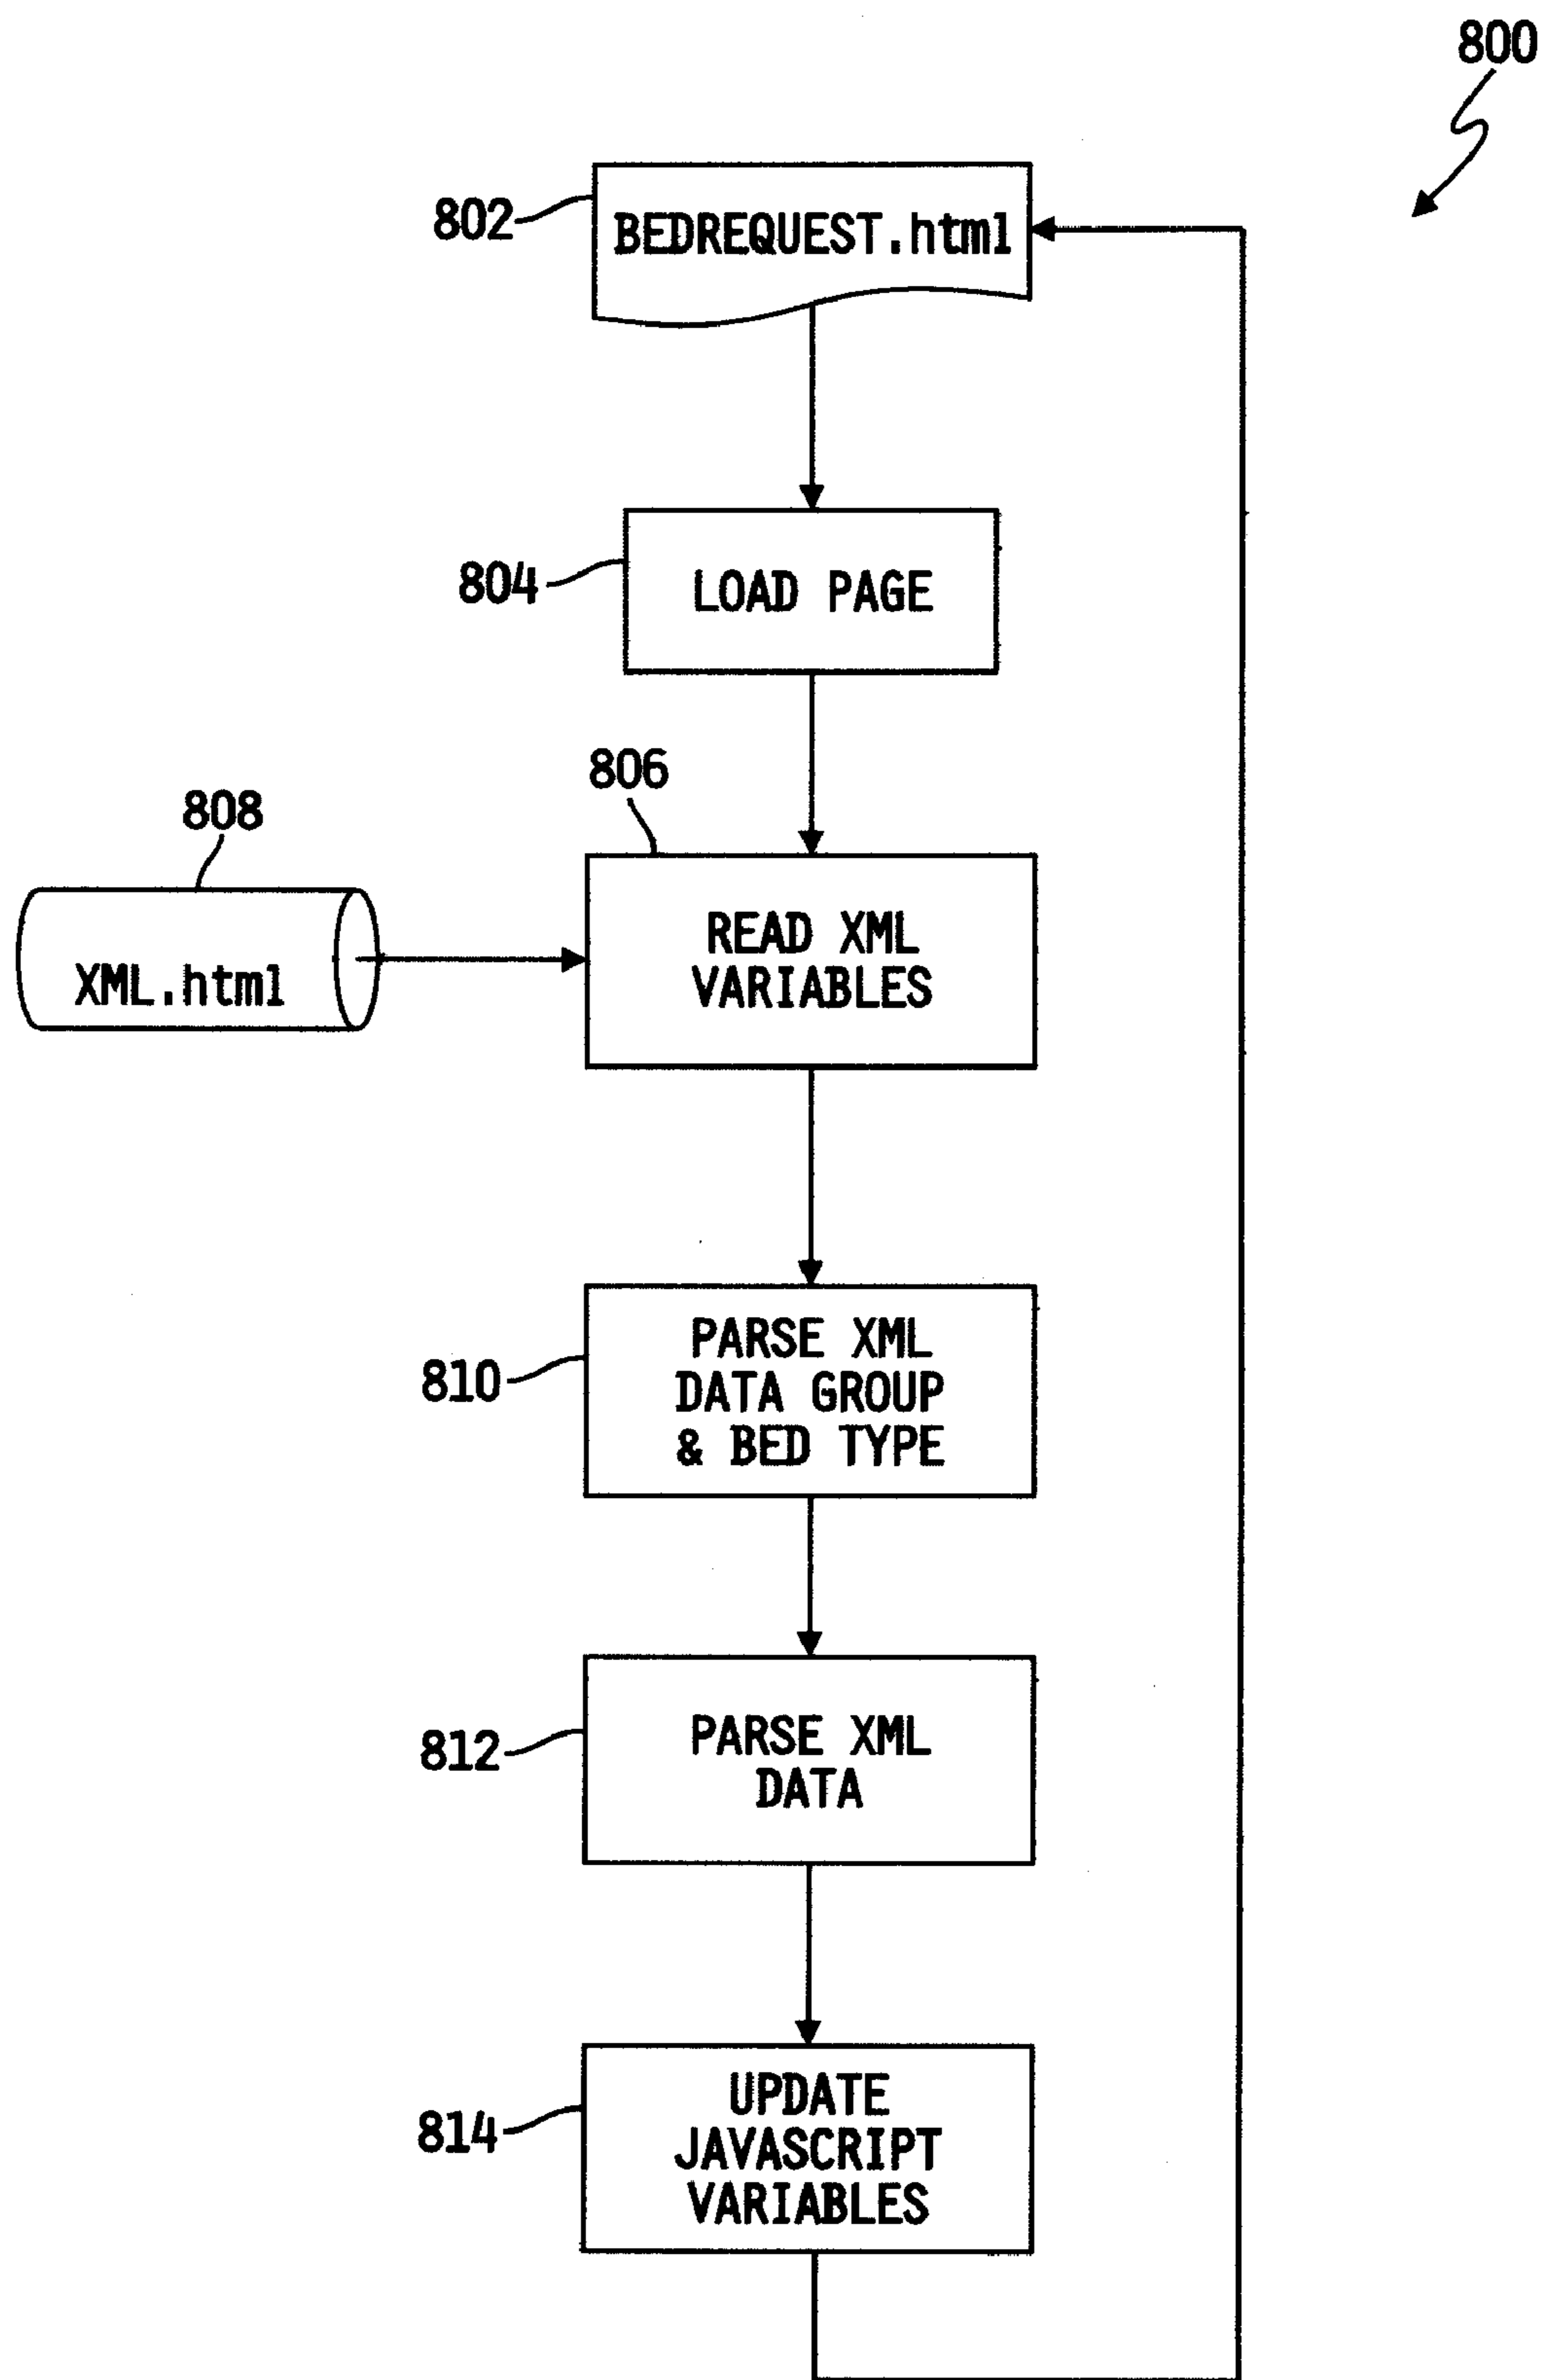 800
802
BEDREQUEST.html
804
LOAD PAGE
806
808
READ XML
VARIABLES
XML.html
PARSE XML
810
DATA GROUP
& BED TYPE
812
PARSE XML
DATA
UPDATE
814
JAVASCRIPT
VARIABLES